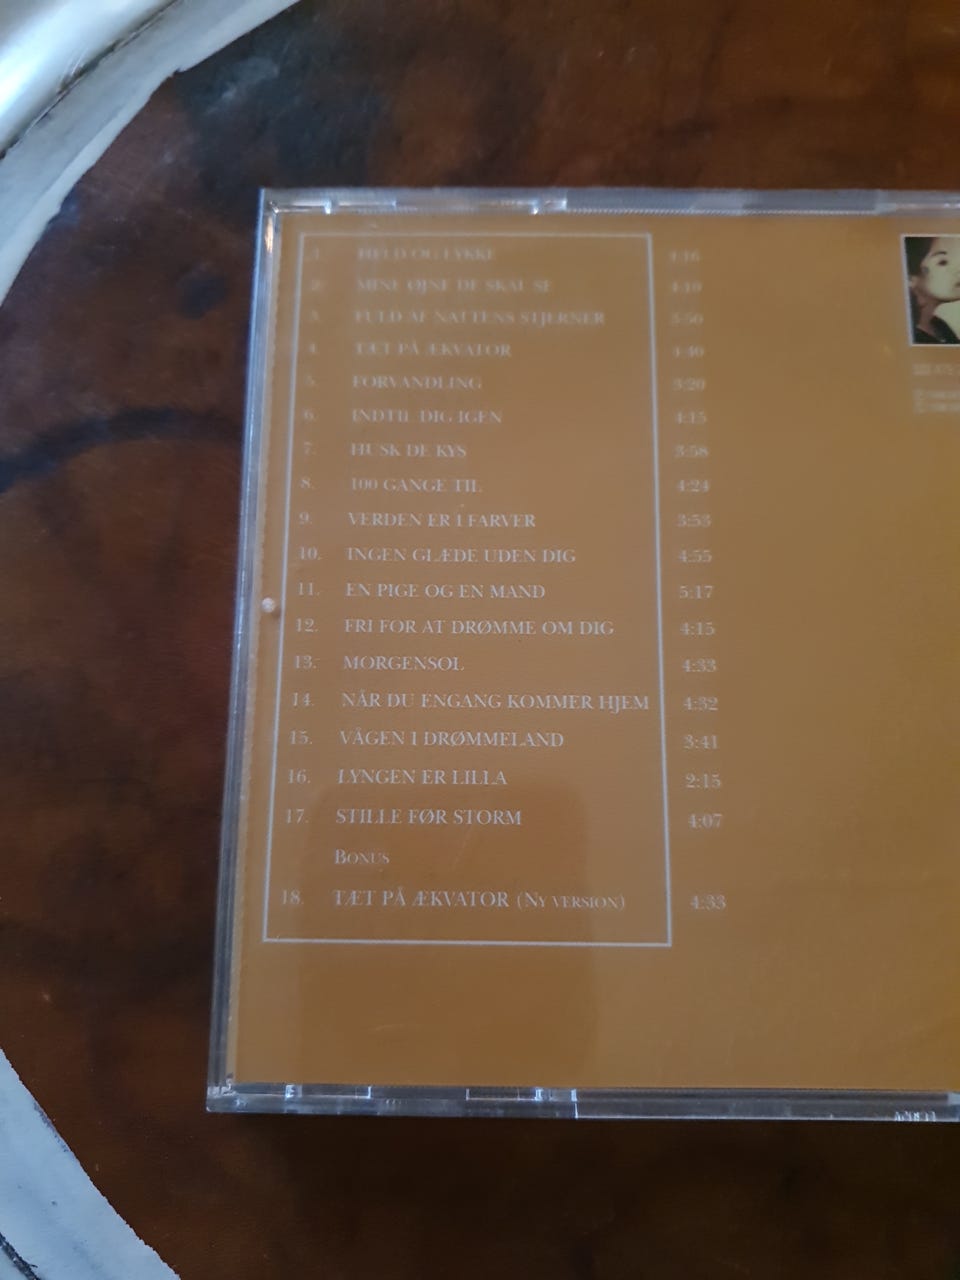 1. HELD OG LYKKE 4:16
2. MINE ØJNE DE SKAL SE 4:10
3. FULD AF NATTENS STJERNER 3:50
4. TÆT PÅ ÆKVATOR 4:40
5. FORVANDLING 3:20
6. INDTIL DIG IGEN 4:15
7. HUSK DE KYS 3:58
8. 100 GANGE TIL 4:24
9. VERDEN ER I FARVER 3:53
10. INGEN GLÆDE UDEN DIG 4:55
11. EN PIGE OG EN MAND 5:17
12. FRI FOR AT DRØMME OM DIG 4:15
13. MORGENSOL 4:33
14. NÅR DU ENGANG KOMMER HJEM 4:32
15. VÅGEN I DRØMMELAND 3:41
16. LYNGEN ER LILLA 2:15
17. STILLE FØR STORM 4:07
BONUS
18. TÆT PÅ ÆKVATOR (NY VERSION) 4:33